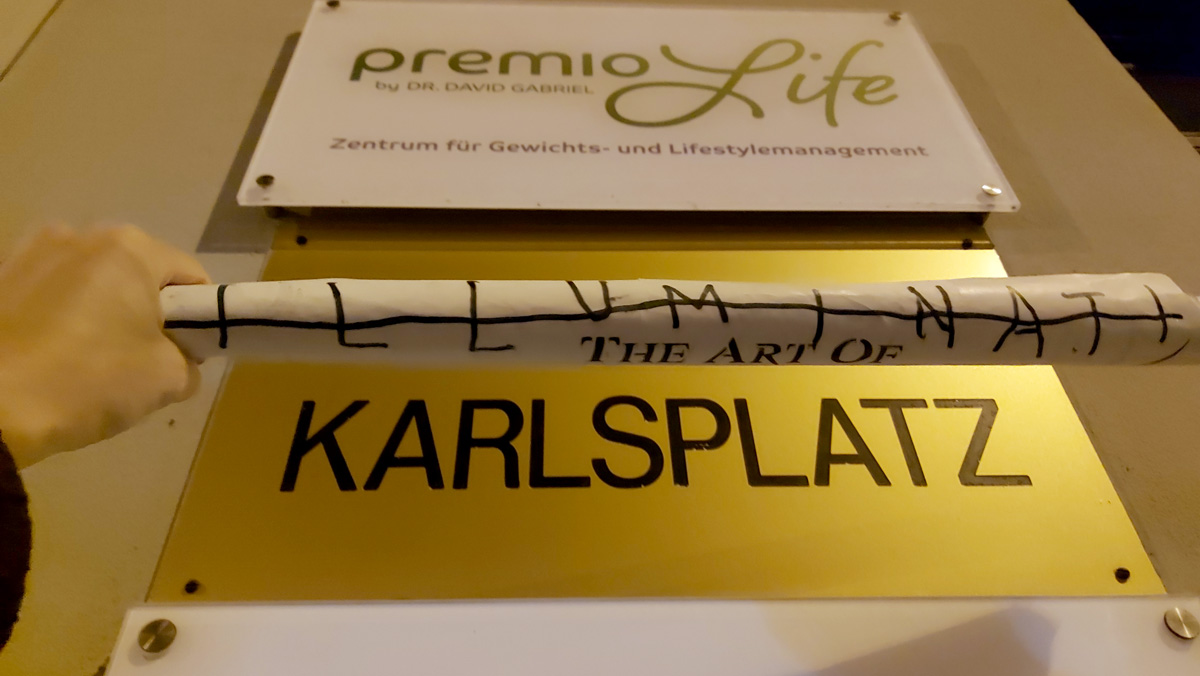 premio Life
by DR. DAVID GABRIEL
Zentrum für Gewichts- und Lifestylemanagement
ILLUMINATI
THE ART OF
KARLSPLATZ